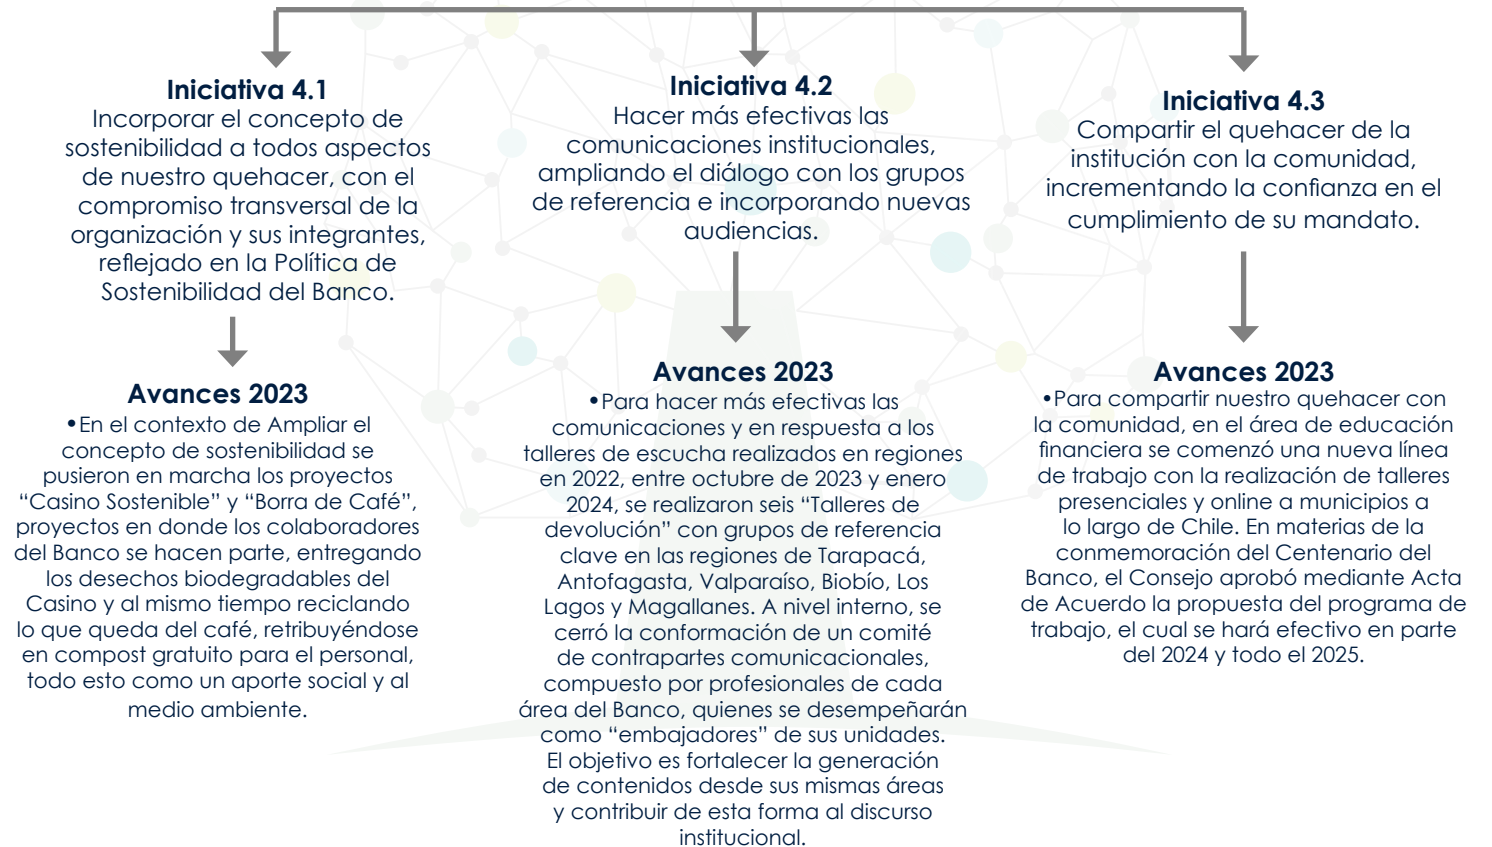 Iniciativa 4.1
Incorporar el concepto de
sostenibilidad a todos aspectos
de nuestro quehacer, con el
compromiso transversal de la
organización y sus integrantes,
reflejado en la Política de
Sostenibilidad del Banco.
Avances 2023
•En el contexto de Ampliar el
concepto de sostenibilidad se
pusieron en marcha los proyectos
“Casino Sostenible” y “Borra de Café”,
proyectos en donde los colaboradores
del Banco se hacen parte, entregando
los desechos biodegradables del
Casino y al mismo tiempo reciclando
lo que queda del café, retribuyéndose
en compost gratuito para el personal,
todo esto como un aporte social y al
medio ambiente.
Iniciativa 4.2
Hacer más efectivas las
comunicaciones institucionales,
ampliando el diálogo con los grupos
de referencia e incorporando nuevas
audiencias.
Avances 2023
•Para hacer más efectivas las
comunicaciones y en respuesta a los
talleres de escucha realizados en regiones
en 2022, entre octubre de 2023 y enero
2024, se realizaron seis “Talleres de
devolución” con grupos de referencia
clave en las regiones de Tarapacá,
Antofagasta, Valparaíso, Biobío, Los
Lagos y Magallanes. A nivel interno, se
cerró la conformación de un comité
de contrapartes comunicacionales,
compuesto por profesionales de cada
área del Banco, quienes se desempeñarán
como “embajadores” de sus unidades.
El objetivo es fortalecer la generación
de contenidos desde sus mismas áreas
y contribuir de esta forma al discurso
institucional.
Iniciativa 4.3
Compartir el quehacer de la
institución con la comunidad,
incrementando la confianza en el
cumplimiento de su mandato.
Avances 2023
•Para compartir nuestro quehacer con
la comunidad, en el área de educación
financiera se comenzó una nueva línea
de trabajo con la realización de talleres
presenciales y online a municipios a
lo largo de Chile. En materias de la
conmemoración del Centenario del
Banco, el Consejo aprobó mediante Acta
de Acuerdo la propuesta del programa de
trabajo, el cual se hará efectivo en parte
del 2024 y todo el 2025.